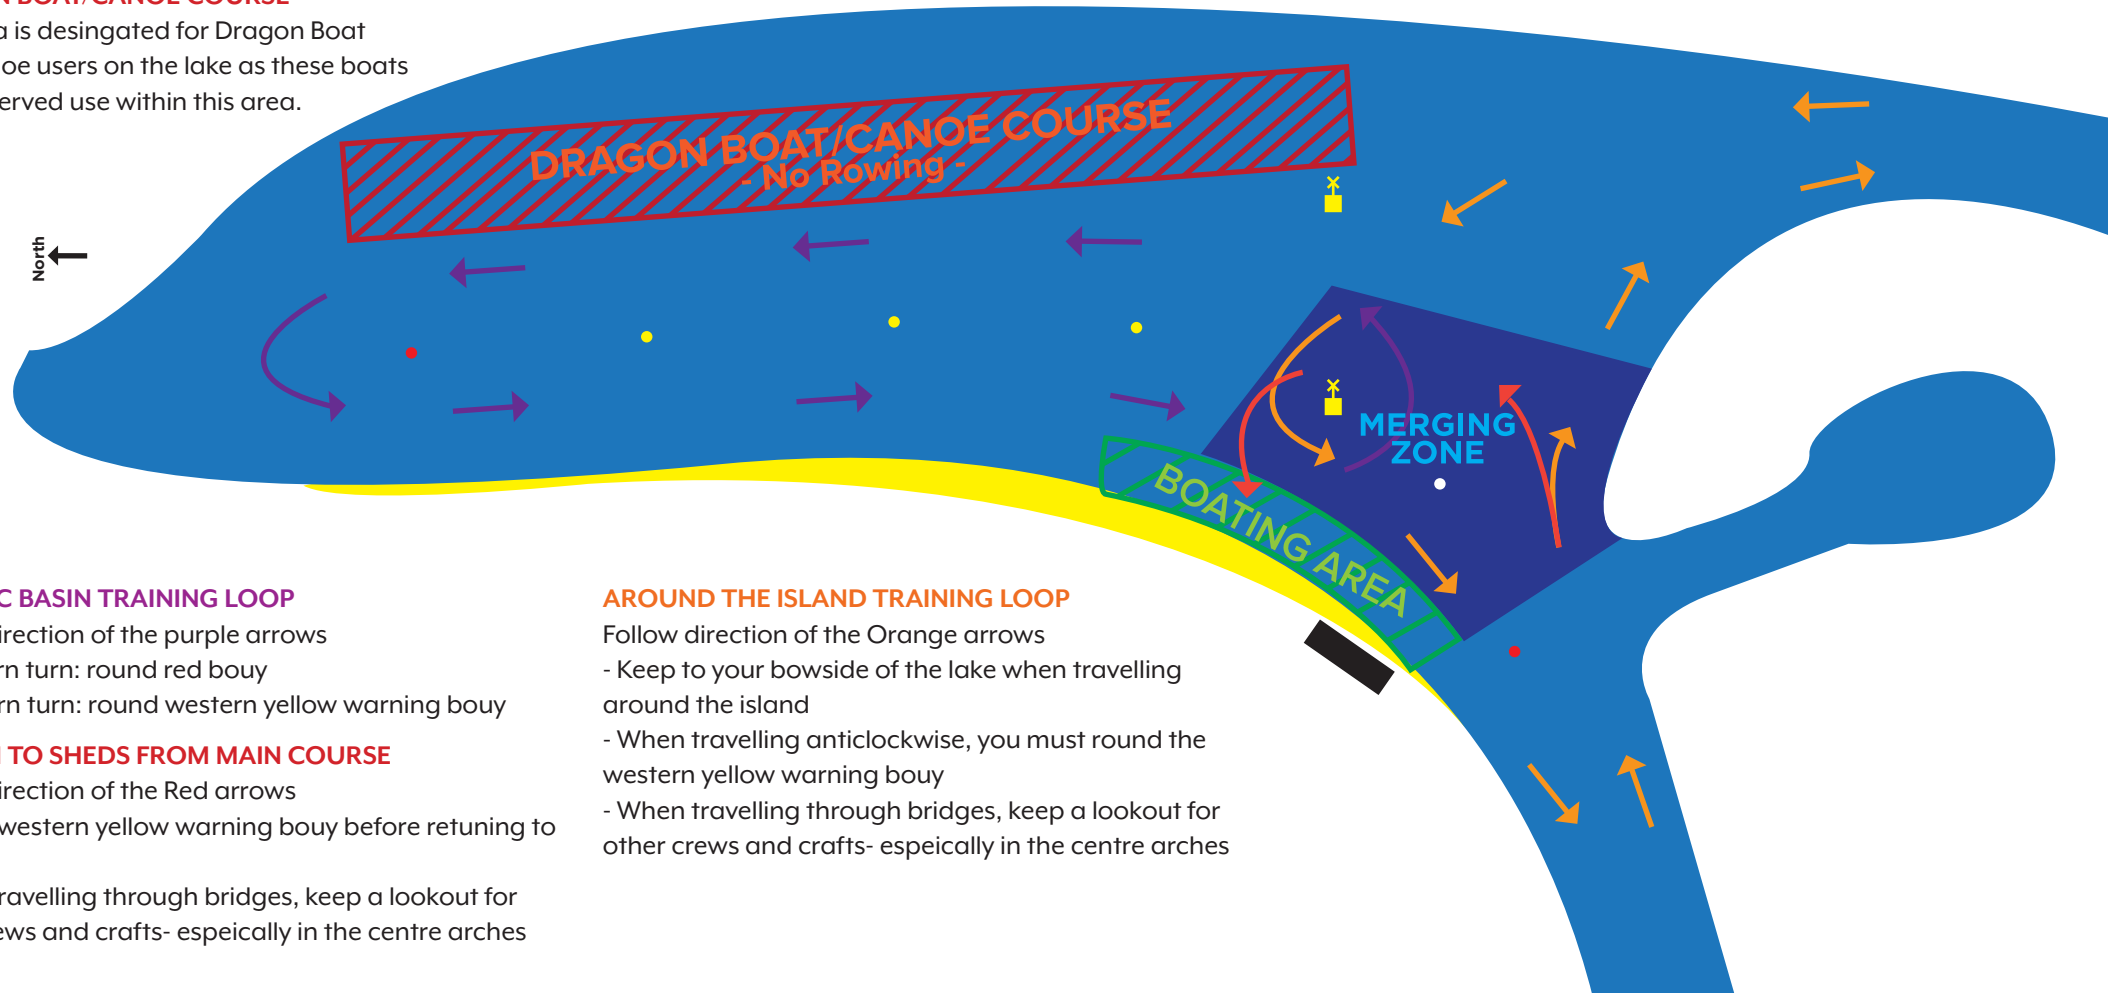 N BOAT/CANOE COURSE
a is desingated for Dragon Boat
oe users on the lake as these boats
erved use within this area.
DRAGON BOAT/CANOE COURSE
- No Rowing -
North
MERGING
ZONE
BOATING AREA
C BASIN TRAINING LOOP
irection of the purple arrows
rn turn: round red bouy
rn turn: round western yellow warning bouy
TO SHEDS FROM MAIN COURSE
irection of the Red arrows
western yellow warning bouy before retuning to
ravelling through bridges, keep a lookout for
ews and crafts- espeically in the centre arches
AROUND THE ISLAND TRAINING LOOP
Follow direction of the Orange arrows
- Keep to your bowside of the lake when travelling
around the island
- When travelling anticlockwise, you must round the
western yellow warning bouy
- When travelling through bridges, keep a lookout for
other crews and crafts- espeically in the centre arches